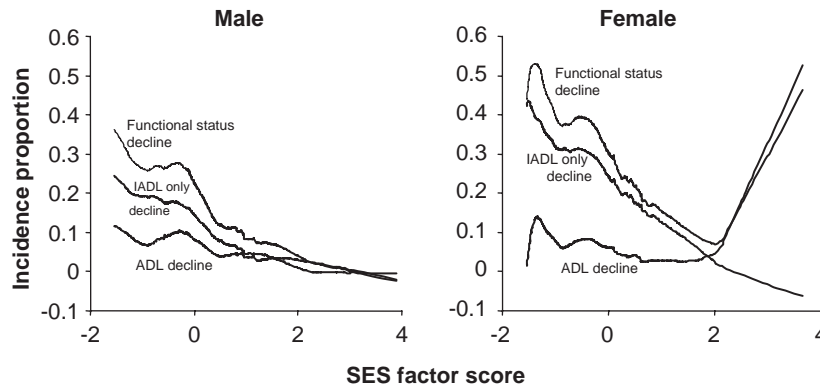 Male
Female
Incidence proportion
0.6
0.5
0.4
0.3
0.2
0.1
0
-0.1
-2
0
2
4
Functional status
decline
IADL only
decline
ADL decline
0.6
0.5
0.4
0.3
0.2
0.1
0
-0.1
-2
0
2
4
Functional status
decline
IADL only
decline
ADL decline
SES factor score